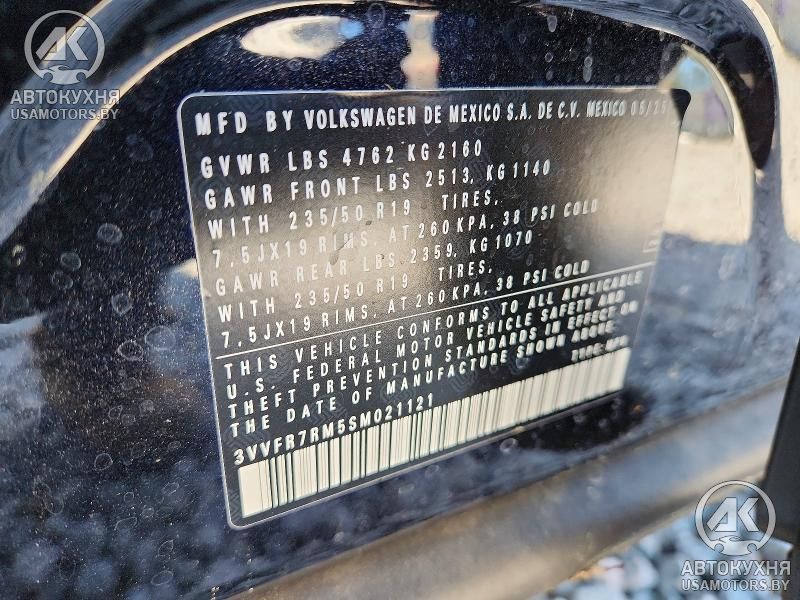 АК
АВТОКУХНЯ
USAMOTORS.BY
MFD BY VOLKSWAGEN DE MEXICO S.A. DE C.V. MEXICO 05/25
GVWR LBS 4762 KG 2160
GAWR FRONT LBS 2513, KG 1140
WITH 235/50 R19 TIRES,
7.5JX19 RIMS, AT 260 KPA, 38 PSI COLD
GAWR REAR LBS 2359, KG 1070
WITH 235/50 R19 TIRES,
7.5JX19 RIMS, AT 260 KPA, 38 PSI COLD
THIS VEHICLE CONFORMS TO ALL APPLICABLE
U.S. FEDERAL MOTOR VEHICLE SAFETY AND
THEFT PREVENTION STANDARDS IN EFFECT ON
THE DATE OF MANUFACTURE SHOWN ABOVE.
3VVFR7RM5SM021121
АК
АВТОКУХНЯ
USAMOTORS.BY